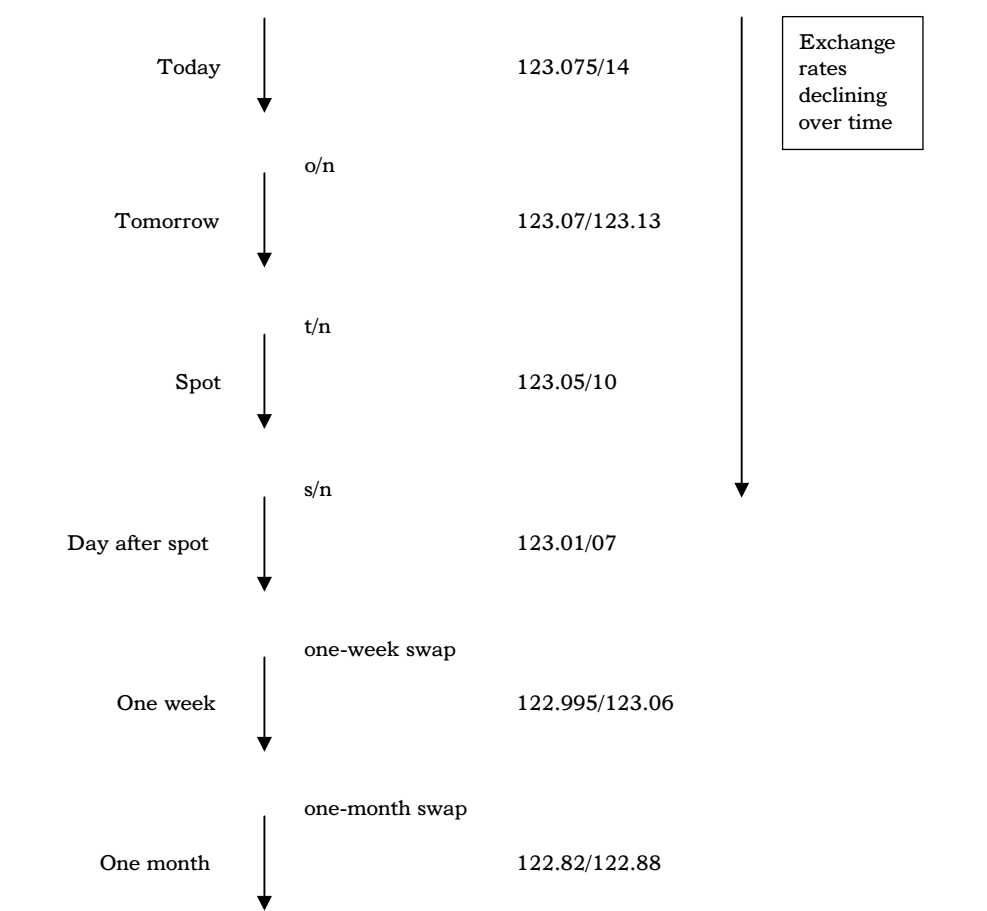 Exchange
rates
declining
over time
Today 123.075/14
o/n
Tomorrow 123.07/123.13
t/n
Spot 123.05/10
s/n
Day after spot 123.01/07
one-week swap
One week 122.995/123.06
one-month swap
One month 122.82/122.88